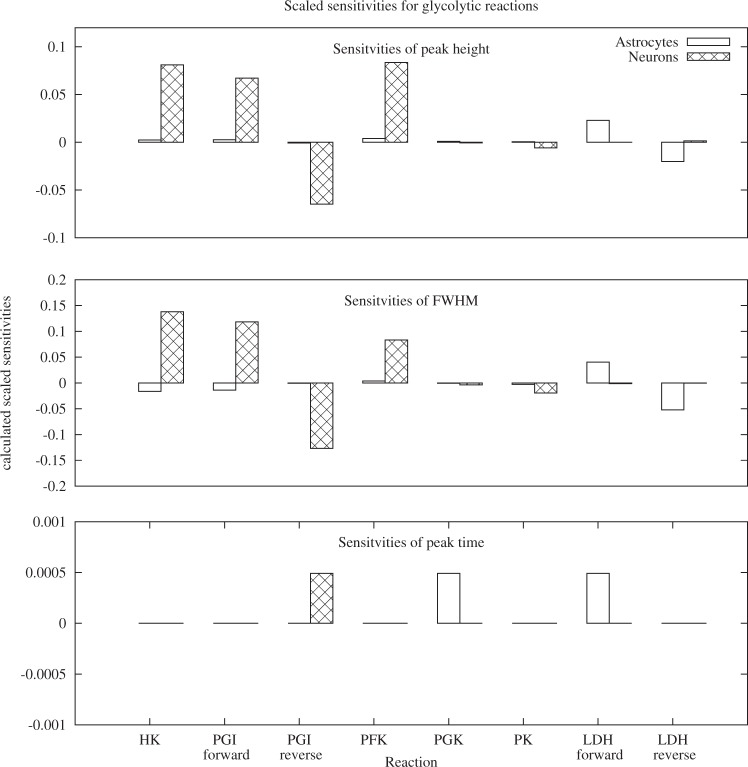 Scaled sensitivities for glycolytic reactions
Sensitvities of peak height
Astrocytes
Neurons
0.1
0.05
0
-0.05
-0.1
Sensitvities of FWHM
0.2
0.15
0.1
0.05
0
-0.05
-0.1
-0.15
-0.2
calculated scaled sensitivities
Sensitvities of peak time
0.001
0.0005
0
-0.0005
-0.001
HK PGI PGI PFK PGK PK LDH LDH
forward reverse forward reverse
Reaction